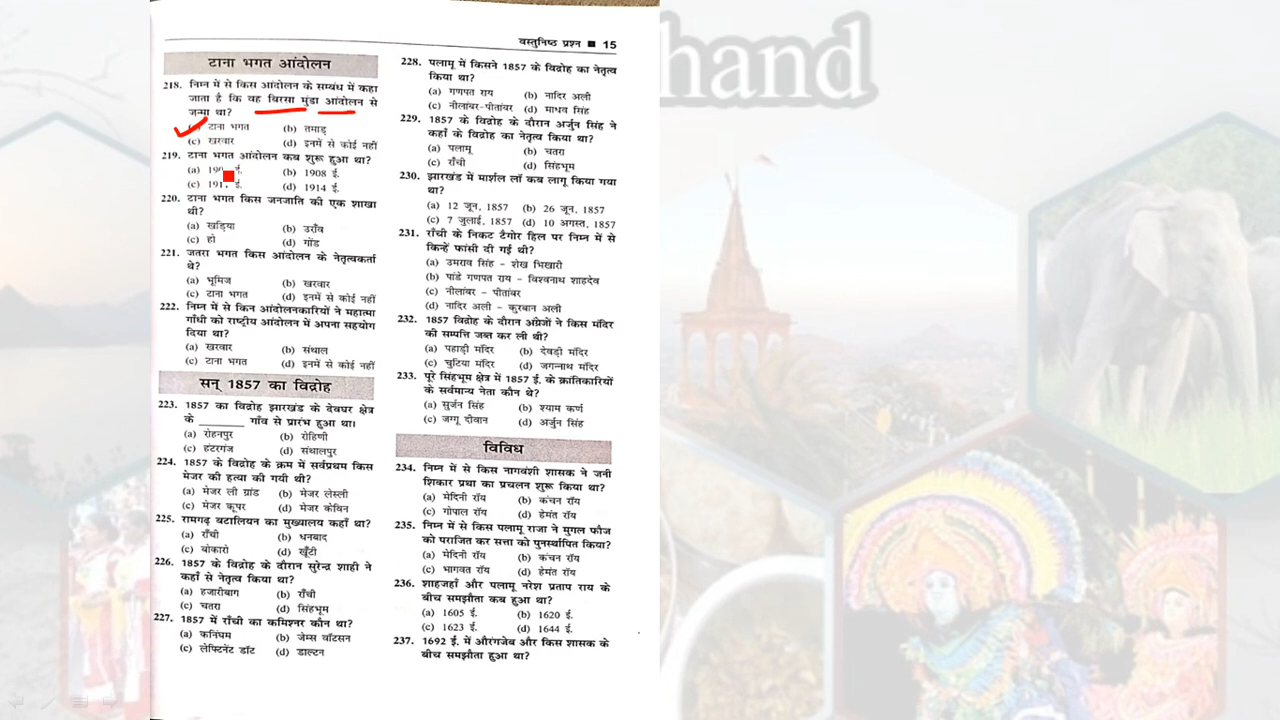 hand
वस्तुनिष्ठ प्रश्न ■ 15
टाना भगत आंदोलन
218. निम्न में से किस आंदोलन के सम्बंध में कहा
जाता है कि वह बिरसा मुंडा आंदोलन से
जन्मा था?
टाना भगत (b) तमाड़
(c) खरवार (d) इनमें से कोई नहीं
219. टाना भगत आंदोलन कब शुरू हुआ था?
(a) ई. (b) 1908 ई.
(c) ई. (d) 1914 ई.
220. टाना भगत किस जनजाति की एक शाखा
थी?
(a) खड़िया (b) उराँव
(c) हो (d) गोंड
221. जतरा भगत किस आंदोलन के नेतृत्वकर्ता
थे?
(a) भूमिज (b) खरवार
(c) टाना भगत (d) इनमें से कोई नहीं
222. निम्न में से किन आंदोलनकारियों ने महात्मा
गाँधी को राष्ट्रीय आंदोलन में अपना सहयोग
दिया था?
(a) खरवार (b) संथाल
(c) टाना भगत (d) इनमें से कोई नहीं
सन् 1857 का विद्रोह
223. 1857 का विद्रोह झारखंड के देवघर क्षेत्र
के ________ गाँव से प्रारंभ हुआ था।
(a) रोहनपुर (b) रोहिणी
(c) हंटरगंज (d) संथालपुर
224. 1857 के विद्रोह के क्रम में सर्वप्रथम किस
मेजर की हत्या की गयी थी?
(a) मेजर ली ग्रांड (b) मेजर लेस्ली
(c) मेजर कूपर (d) मेजर केविन
225. रामगढ़ बटालियन का मुख्यालय कहाँ था?
(a) राँची (b) धनबाद
(c) बोकारो (d) खूँटी
226. 1857 के विद्रोह के दौरान सुरेन्द्र शाही ने
कहाँ से नेतृत्व किया था?
(a) हजारीबाग (b) राँची
(c) चतरा (d) सिंहभूम
227. 1857 में राँची का कमिश्नर कौन था?
(a) कनिंघम (b) जेम्स वॉटसन
(c) लेफ्टिनेंट डॉट (d) डाल्टन
228. पलामू में किसने 1857 के विद्रोह का नेतृत्व
किया था?
(a) गणपत राय (b) नादिर अली
(c) नीलांबर-पीतांबर (d) माधव सिंह
229. 1857 के विद्रोह के दौरान अर्जुन सिंह ने
कहाँ के विद्रोह का नेतृत्व किया था?
(a) पलामू (b) चतरा
(c) राँची (d) सिंहभूम
230. झारखंड में मार्शल लॉ कब लागू किया गया
था?
(a) 12 जून, 1857 (b) 26 जून, 1857
(c) 7 जुलाई, 1857 (d) 10 अगस्त, 1857
231. राँची के निकट टैगोर हिल पर निम्न में से
किन्हें फांसी दी गई थी?
(a) उमराव सिंह – शेख भिखारी
(b) पांडे गणपत राय – विश्वनाथ शाहदेव
(c) नीलांबर – पीतांबर
(d) नादिर अली – कुरबान अली
232. 1857 विद्रोह के दौरान अंग्रेजों ने किस मंदिर
की सम्पत्ति जब्त कर ली थी?
(a) पहाड़ी मंदिर (b) देवड़ी मंदिर
(c) चुटिया मंदिर (d) जगन्नाथ मंदिर
233. पूरे सिंहभूम क्षेत्र में 1857 ई. के क्रांतिकारियों
के सर्वमान्य नेता कौन थे?
(a) सुर्जन सिंह (b) श्याम कर्ण
(c) जग्गू दीवान (d) अर्जुन सिंह
विविध
234. निम्न में से किस नागवंशी शासक ने जनी
शिकार प्रथा का प्रचलन शुरू किया था?
(a) मेदिनी रॉय (b) कंचन रॉय
(c) गोपाल रॉय (d) हेमंत रॉय
235. निम्न में से किस पलामू राजा ने मुगल फौज
को पराजित कर सत्ता को पुनर्स्थापित किया?
(a) मेदिनी रॉय (b) कंचन रॉय
(c) भागवत रॉय (d) हेमंत रॉय
236. शाहजहाँ और पलामू नरेश प्रताप राय के
बीच समझौता कब हुआ था?
(a) 1605 ई. (b) 1620 ई.
(c) 1623 ई. (d) 1644 ई.
237. 1692 ई. में औरंगजेब और किस शासक के
बीच समझौता हुआ था?